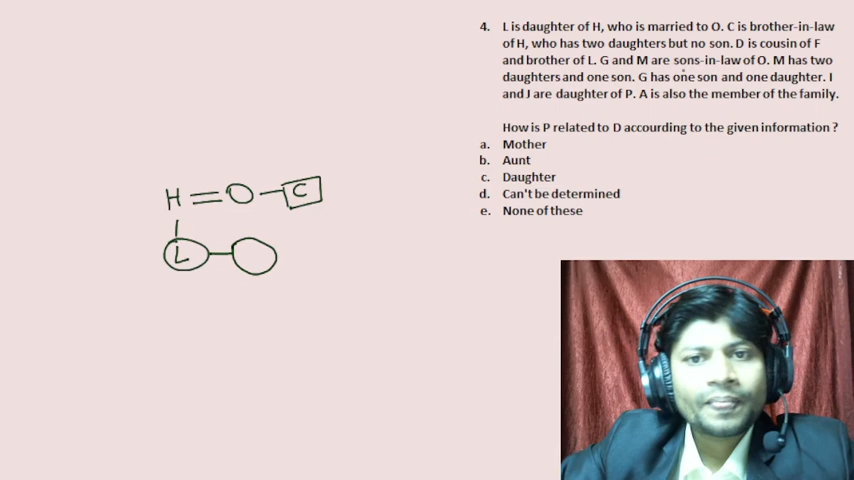 4. L is daughter of H, who is married to O. C is brother-in-law
of H, who has two daughters but no son. D is cousin of F
and brother of L. G and M are sons-in-law of O. M has two
daughters and one son. G has one son and one daughter. I
and J are daughter of P. A is also the member of the family.
How is P related to D accourding to the given information ?
a. Mother
b. Aunt
c. Daughter
d. Can't be determined
e. None of these
H = O - C
L